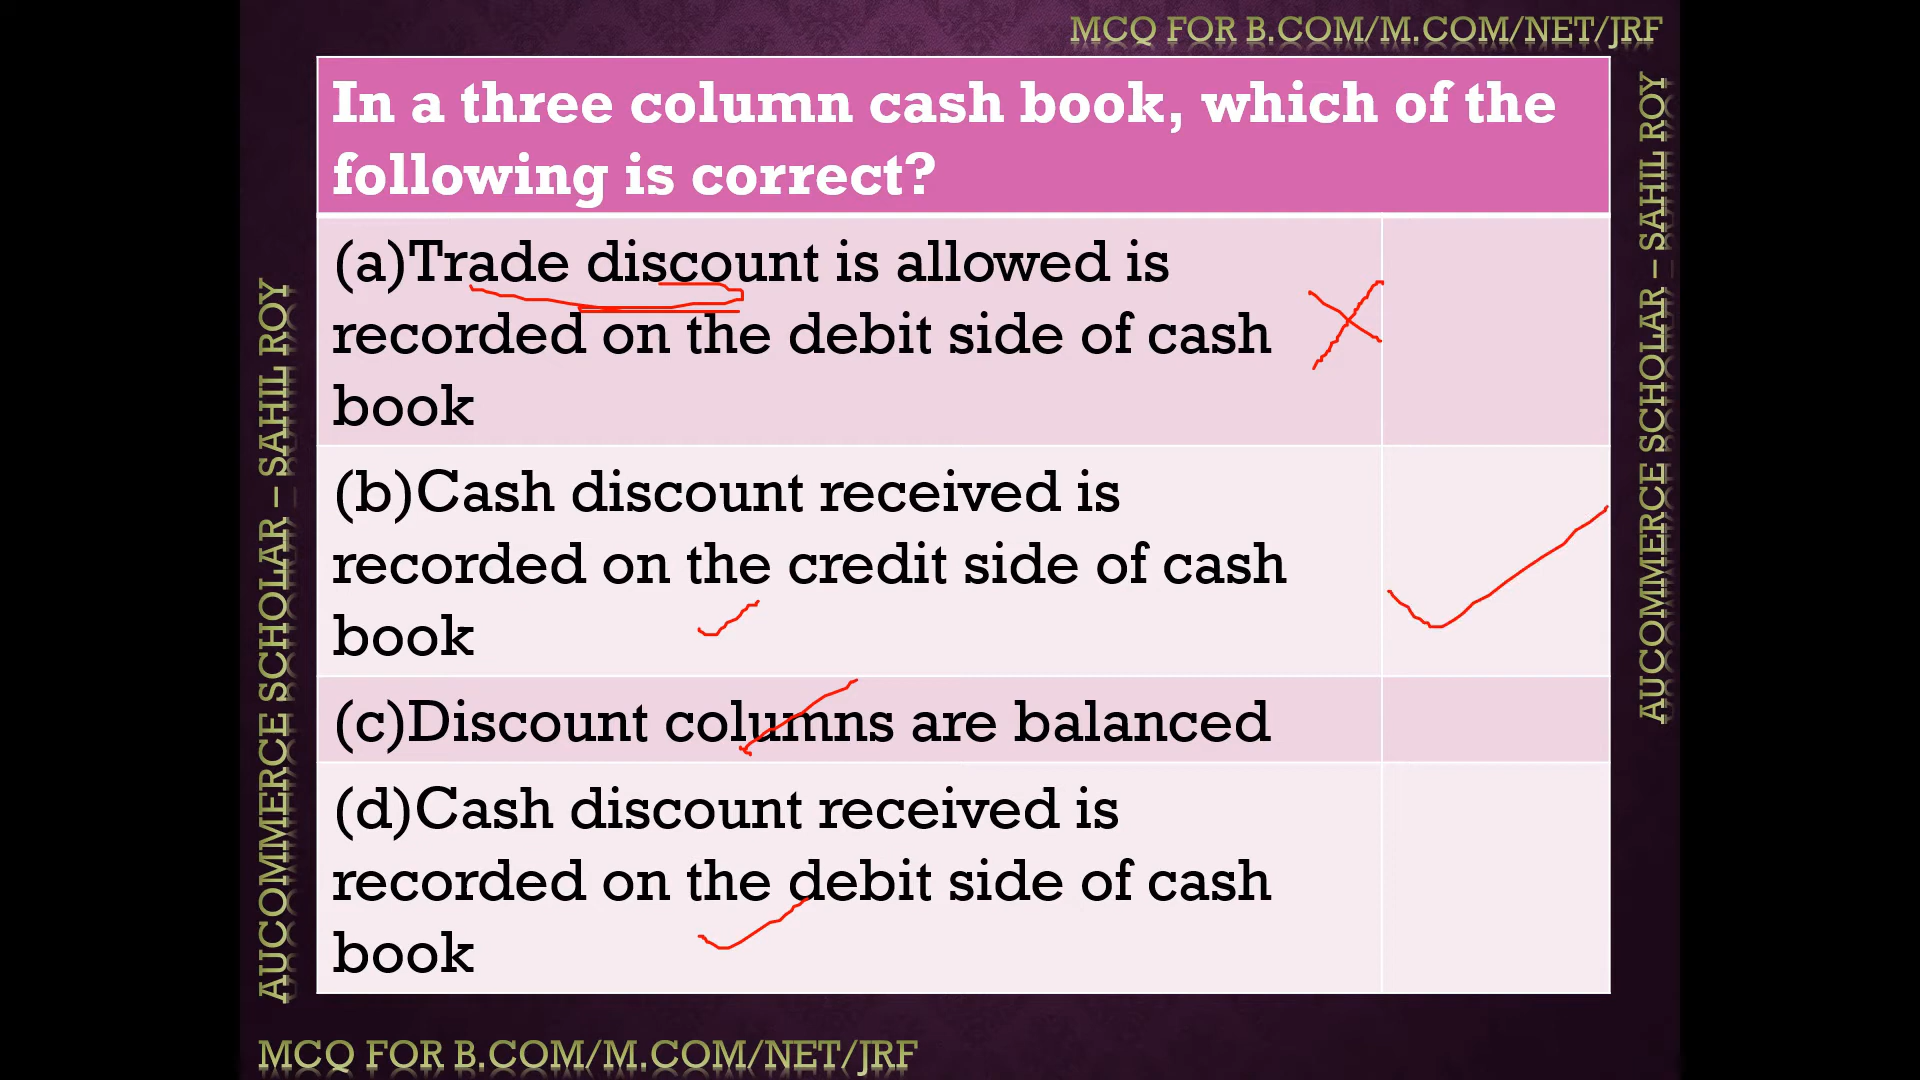 MCQ FOR B.COM/M.COM/NET/JRF
In a three column cash book, which of the
following is correct?
(a)Trade discount is allowed is
recorded on the debit side of cash
book
(b)Cash discount received is
recorded on the credit side of cash
book
(c)Discount columns are balanced
(d)Cash discount received is
recorded on the debit side of cash
book
AUCOMMERCE SCHOLAR – SAHIL ROY
AUCOMMERCE SCHOLAR – SAHIL ROY
MCQ FOR B.COM/M.COM/NET/JRF